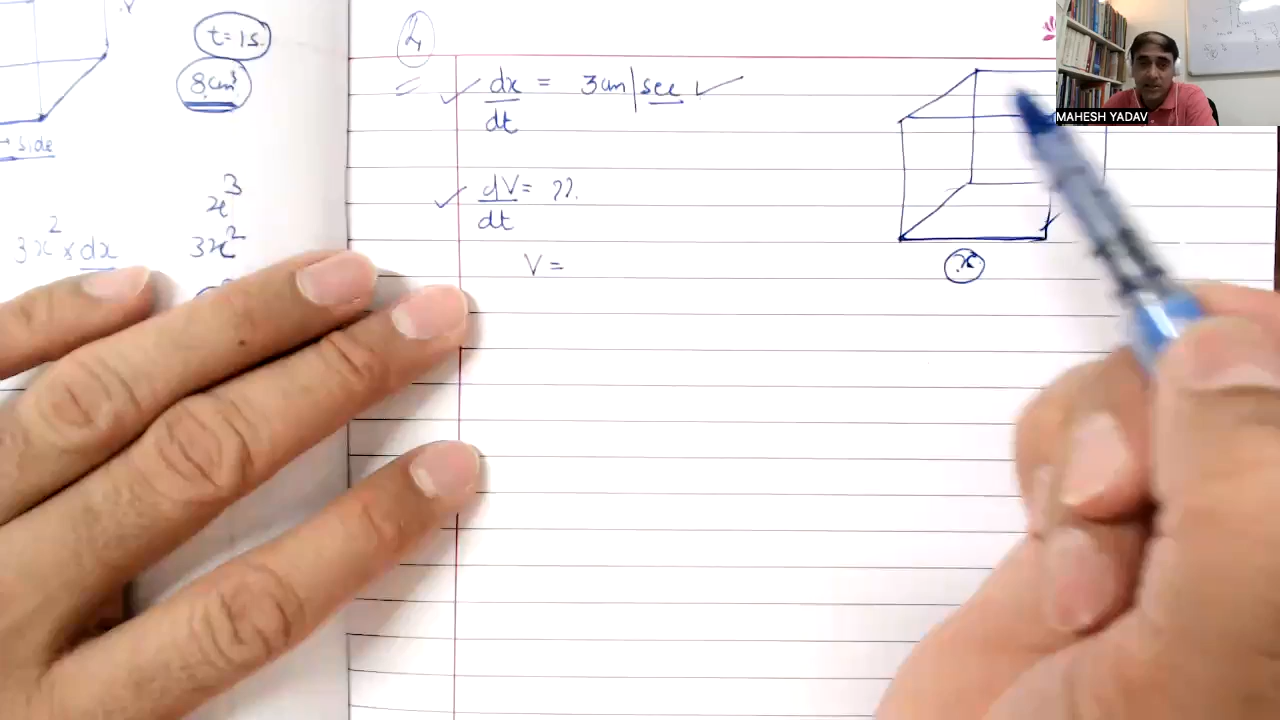 t=1s.
8cm³
→ side
x³
3x² × dx
3x²
2
dx/dt = 3cm|sec
dV/dt = ??.
V =
x
MAHESH YADAV